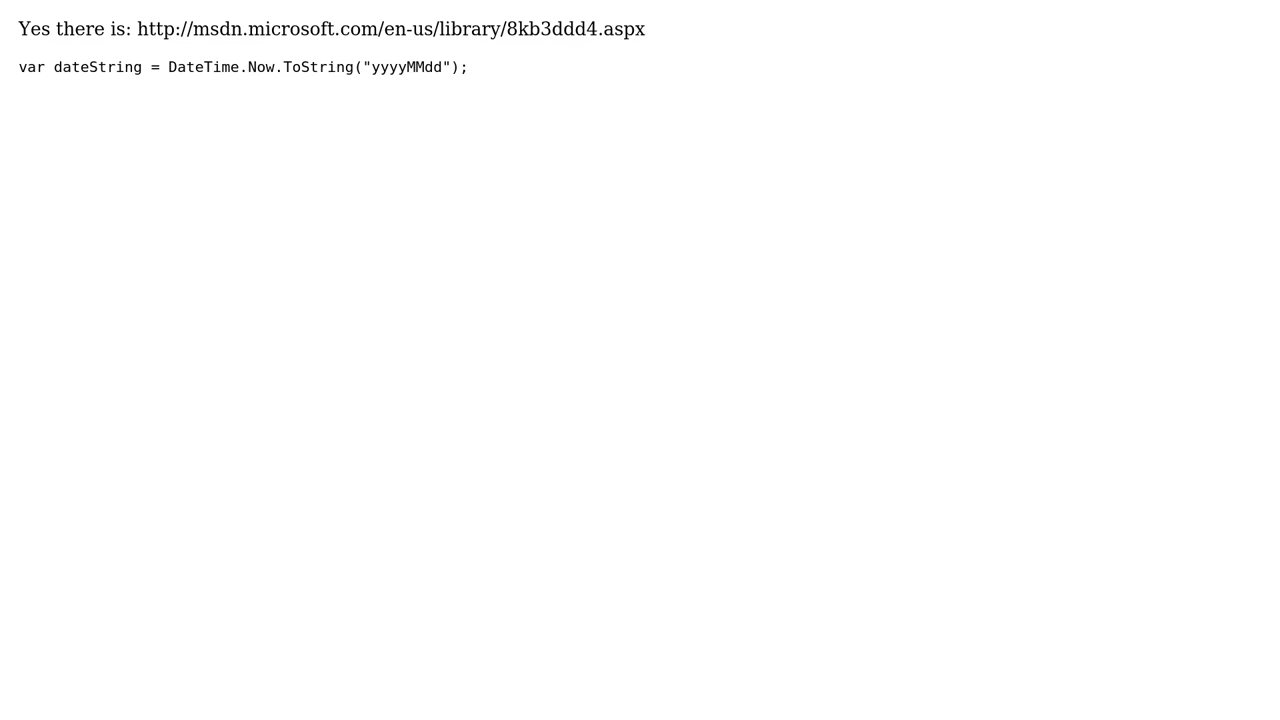 Yes there is: http://msdn.microsoft.com/en-us/library/8kb3ddd4.aspx
var dateString = DateTime.Now.ToString("yyyyMMdd");